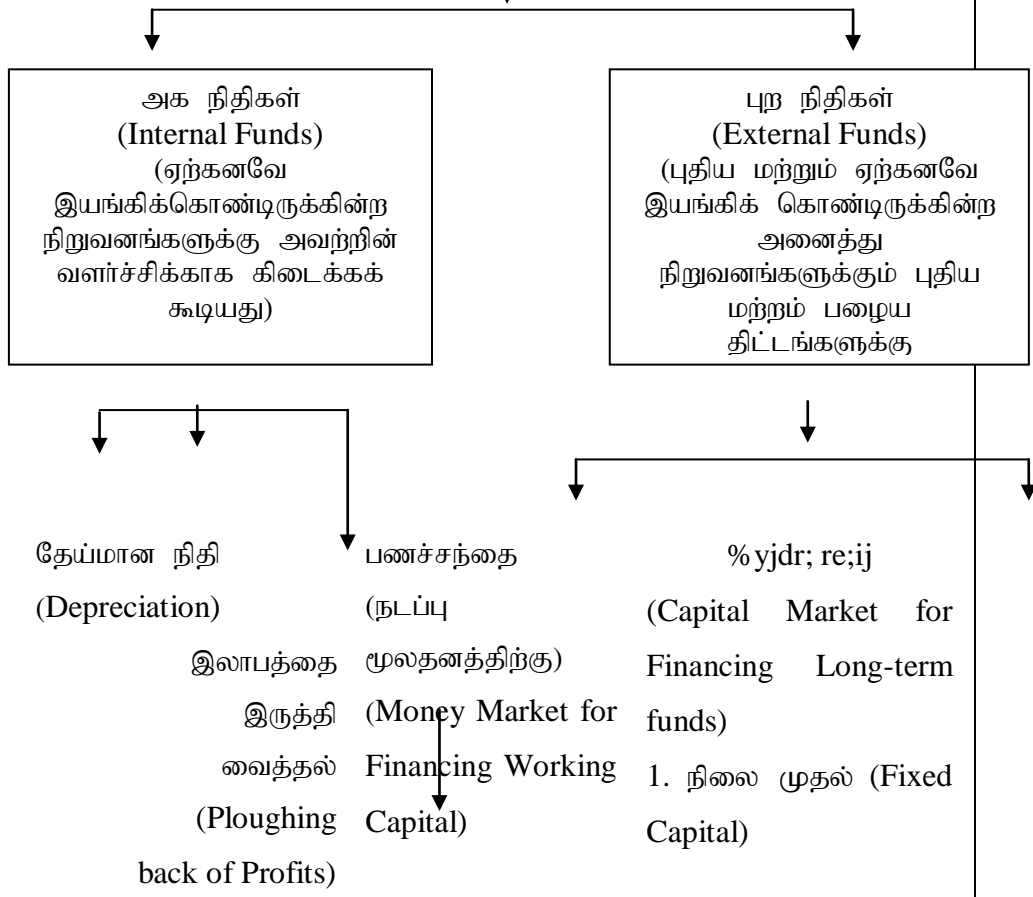 அக நிதிகள்
(Internal Funds)
(ஏற்கனவே
இயங்கிக்கொண்டிருக்கின்ற
நிறுவனங்களுக்கு அவற்றின்
வளர்ச்சிக்காக கிடைக்கக்
கூடியது)
புற நிதிகள்
(External Funds)
(புதிய மற்றும் ஏற்கனவே
இயங்கிக் கொண்டிருக்கின்ற
அனைத்து
நிறுவனங்களுக்கும் புதிய
மற்றம் பழைய
திட்டங்களுக்கு
தேய்மான நிதி
(Depreciation)
இலாபத்தை
இருத்தி
வைத்தல்
(Ploughing
back of Profits)
பணச்சந்தை
(நடப்பு
மூலதனத்திற்கு)
(Money Market for
Financing Working
Capital)
%yjdr; re;ij
(Capital Market for
Financing Long-term
funds)
1. நிலை முதல் (Fixed
Capital)